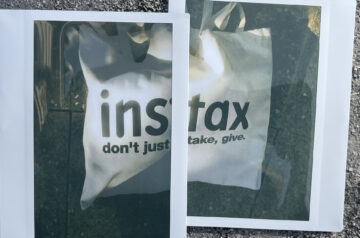 instax
don't just take, give.